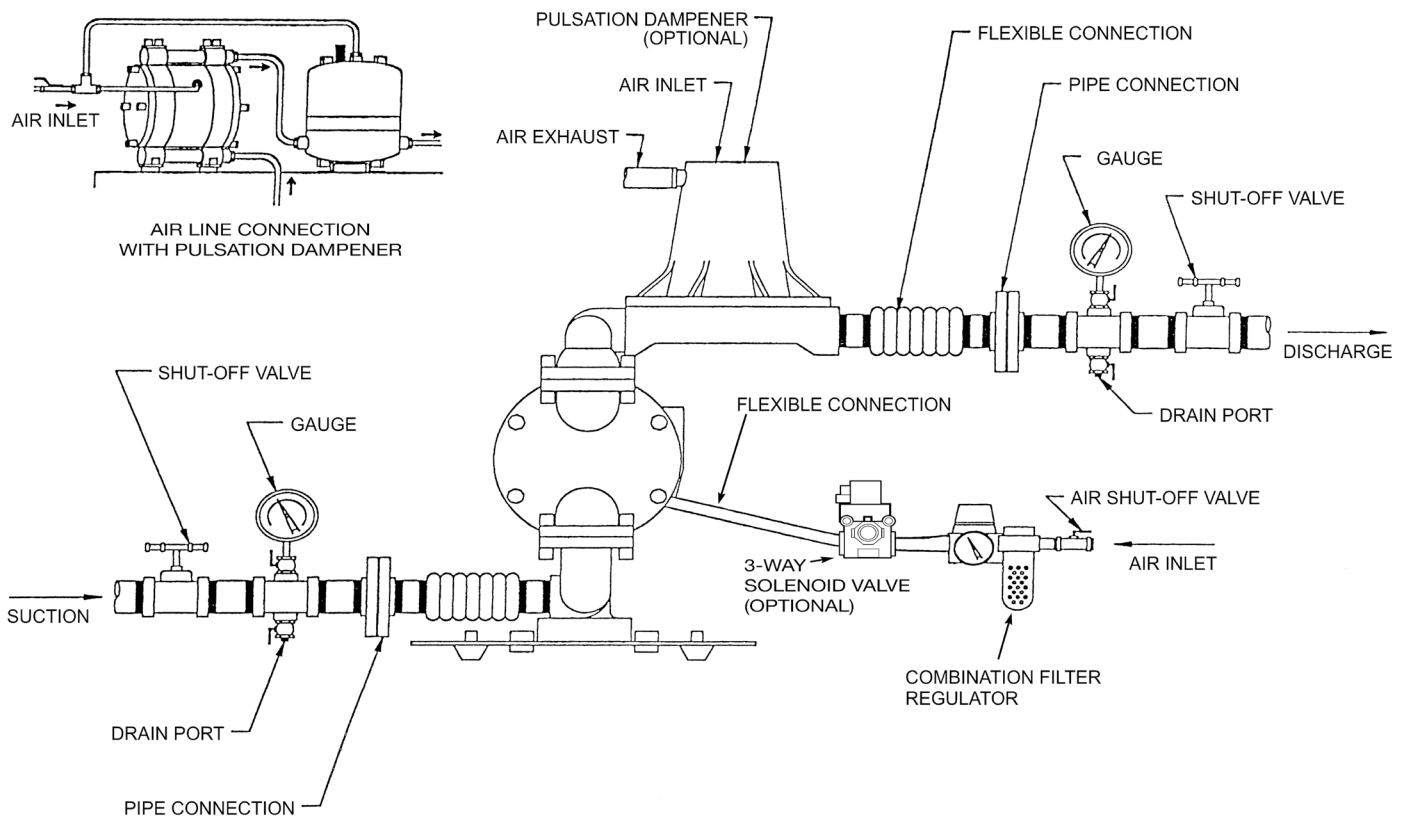 PULSATION DAMPENER
(OPTIONAL)
FLEXIBLE CONNECTION
AIR INLET
PIPE CONNECTION
AIR INLET
AIR EXHAUST
GAUGE
SHUT-OFF VALVE
AIR LINE CONNECTION
WITH PULSATION DAMPENER
DISCHARGE
SHUT-OFF VALVE
FLEXIBLE CONNECTION
DRAIN PORT
GAUGE
AIR SHUT-OFF VALVE
3-WAY
SOLENOID VALVE
(OPTIONAL)
AIR INLET
SUCTION
COMBINATION FILTER
REGULATOR
DRAIN PORT
PIPE CONNECTION